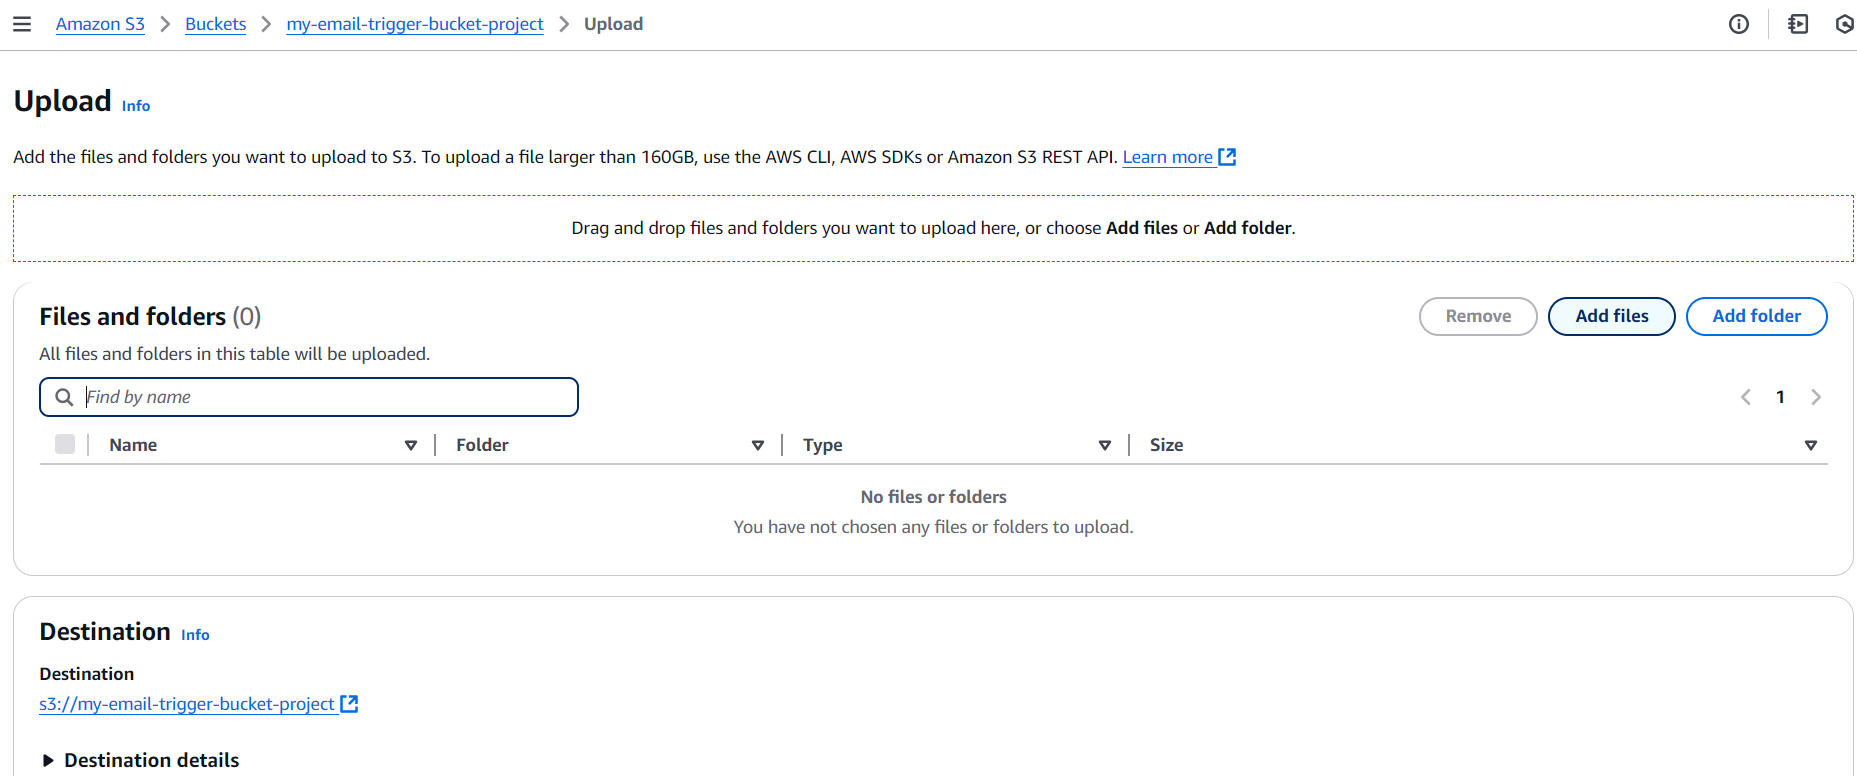 Amazon S3 > Buckets > my-email-trigger-bucket-project > Upload
Upload Info
Add the files and folders you want to upload to S3. To upload a file larger than 160GB, use the AWS CLI, AWS SDKs or Amazon S3 REST API. Learn more
Drag and drop files and folders you want to upload here, or choose Add files or Add folder.
Files and folders (0)
Remove Add files Add folder
All files and folders in this table will be uploaded.
Find by name
1
Name Folder Type Size
No files or folders
You have not chosen any files or folders to upload.
Destination Info
Destination
s3://my-email-trigger-bucket-project
Destination details